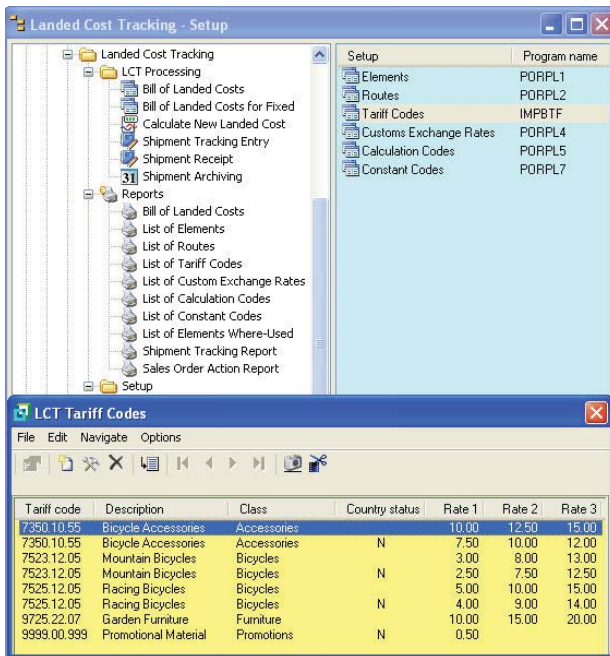 Landed Cost Tracking - Setup
Landed Cost Tracking
LCT Processing
Bill of Landed Costs
Bill of Landed Costs for Fixed
Calculate New Landed Cost
Shipment Tracking Entry
Shipment Receipt
31 Shipment Archiving
Reports
Bill of Landed Costs
List of Elements
List of Routes
List of Tariff Codes
List of Custom Exchange Rates
List of Calculation Codes
List of Constant Codes
List of Elements Where-Used
Shipment Tracking Report
Sales Order Action Report
Setup
Setup Program name
Elements PORPL1
Routes PORPL2
Tariff Codes IMPBTF
Customs Exchange Rates PORPL4
Calculation Codes PORPL5
Constant Codes PORPL7
LCT Tariff Codes
File Edit Navigate Options
Tariff code Description Class Country status Rate 1 Rate 2 Rate 3
7350.10.55 Bicycle Accessories Accessories 10.00 12.50 15.00
7350.10.55 Bicycle Accessories Accessories N 7.50 10.00 12.00
7523.12.05 Mountain Bicycles Bicycles 3.00 8.00 13.00
7523.12.05 Mountain Bicycles Bicycles N 2.50 7.50 12.50
7525.12.05 Racing Bicycles Bicycles 5.00 10.00 15.00
7525.12.05 Racing Bicycles Bicycles N 4.00 9.00 14.00
9725.22.07 Garden Furniture Furniture 10.00 15.00 20.00
9999.00.999 Promotional Material Promotions N 0.50